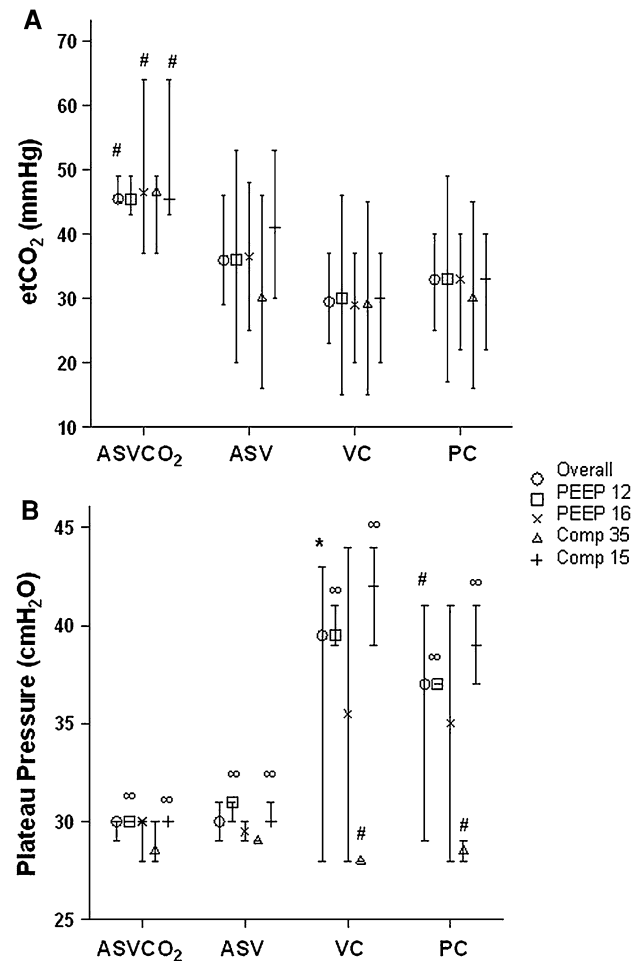 A
70
60
50
40
30
20
10
etCO₂ (mmHg)
#
#
#
ASVCO₂
ASV
VC
PC
Overall
PEEP 12
PEEP 16
Comp 35
Comp 15
B
45
40
35
30
25
Plateau Pressure (cmH₂O)
∞
∞
∞
∞
*
∞
∞
#
#
∞
∞
#
ASVCO₂
ASV
VC
PC